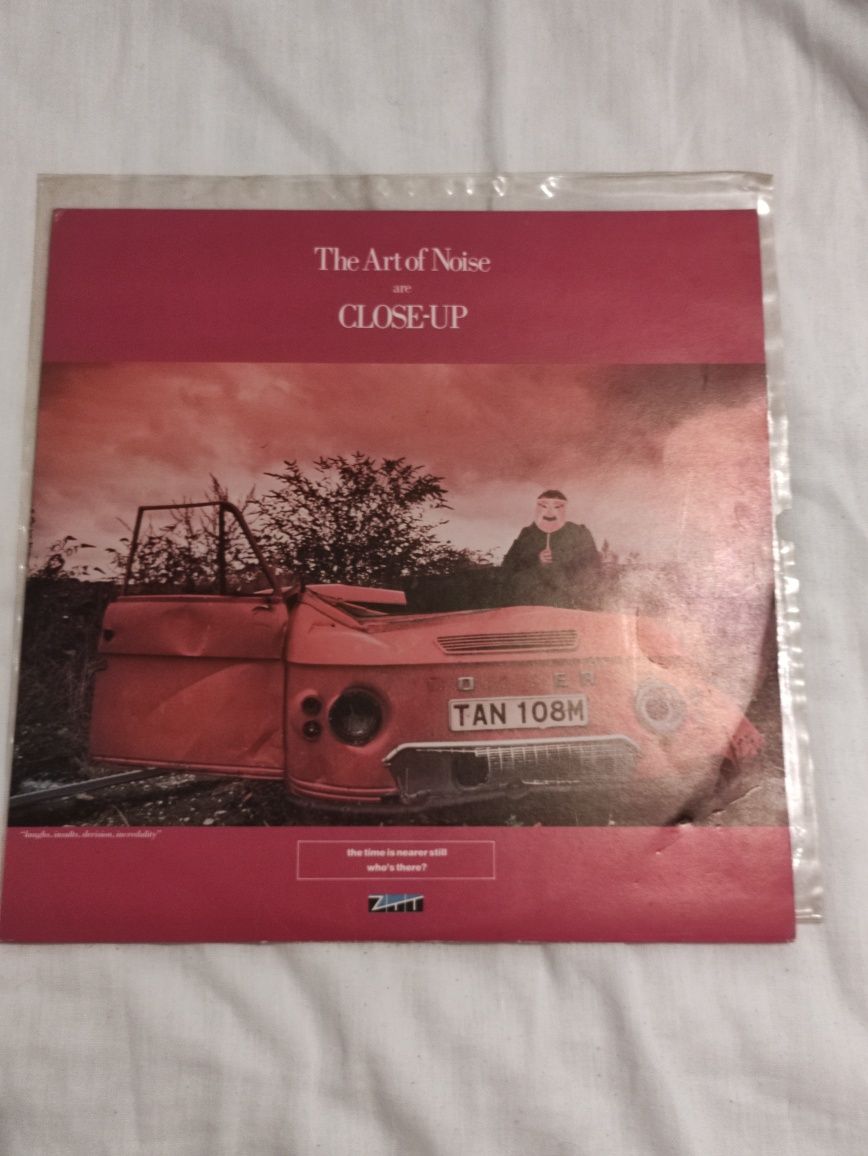 The Art of Noise
are
CLOSE-UP
TAN 108M
"laughs. insults. derision. incredulity"
the time is nearer still
who's there?
ZTT